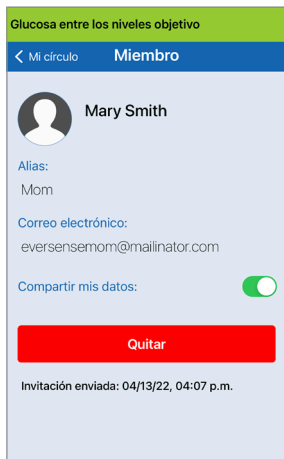 Glucosa entre los niveles objetivo
Mi círculo Miembro
Mary Smith
Alias:
Mom
Correo electrónico:
eversensemom@mailinator.com
Compartir mis datos:
Quitar
Invitación enviada: 04/13/22, 04:07 p.m.